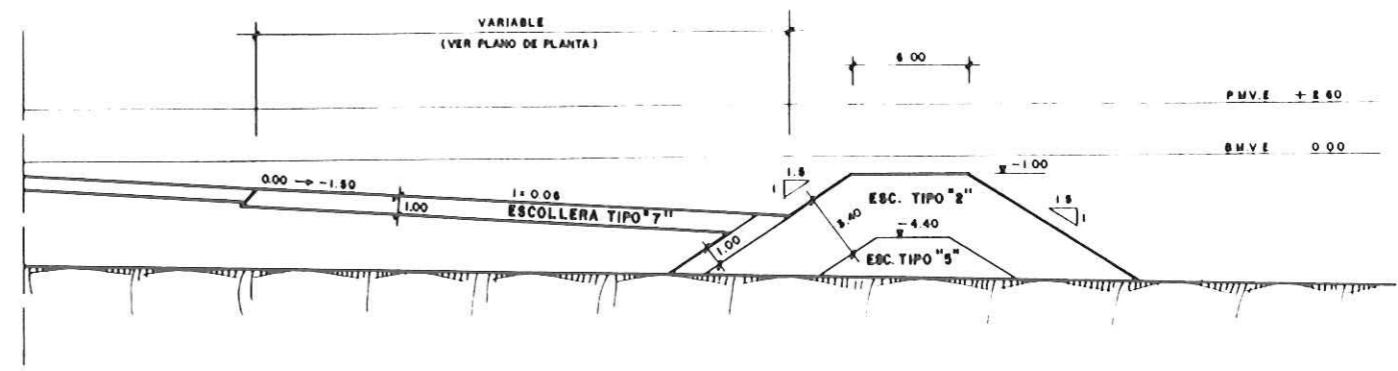 VARIABLE
(VER PLANO DE PLANTA)
6.00
P.M.V.E + 2.60
B.M.V.E 0.00
-1.00
1.5
1
0.00 → -1.50
I = 0.06
ESC. TIPO "2"
1.5
1
1.00
ESCOLLERA TIPO "7"
3.40
-4.40
1.00
ESC. TIPO "5"